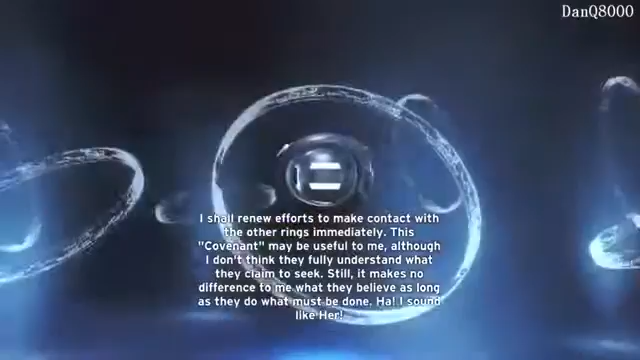 DanQ8000
I shall renew efforts to make contact with
the other rings immediately. This
"Covenant" may be useful to me, although
I don't think they fully understand what
they claim to seek. Still, it makes no
difference to me what they believe as long
as they do what must be done. Ha! I sound
like Her!